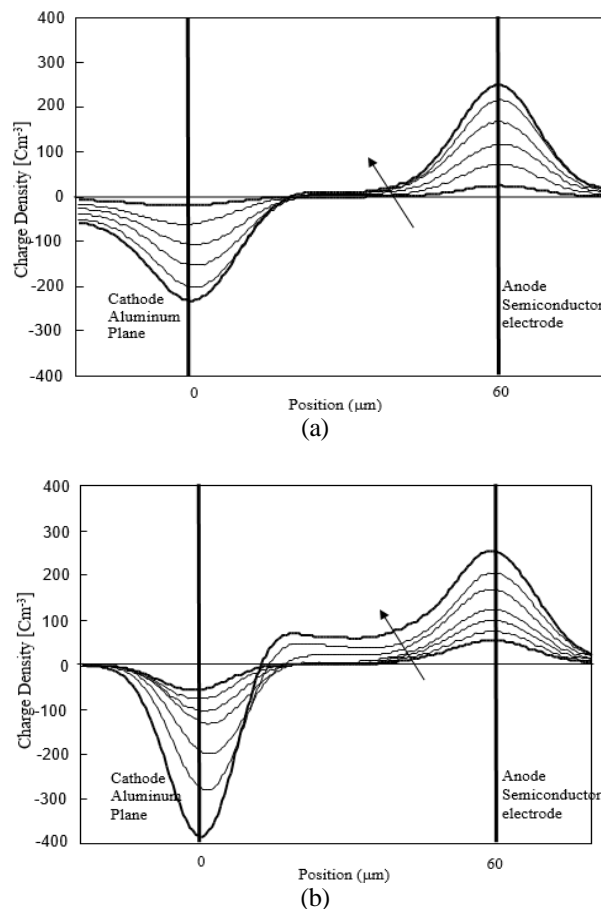 400
300
200
100
0
-100
-200
-300
-400
Charge Density [Cm-3]
Cathode
Aluminum
Plane
Anode
Semiconductor
electrode
0
60
Position (μm)
(a)
400
300
200
100
0
-100
-200
-300
-400
Charge Density [Cm-3]
Cathode
Aluminum
Plane
Anode
Semiconductor
electrode
0
60
Position (μm)
(b)